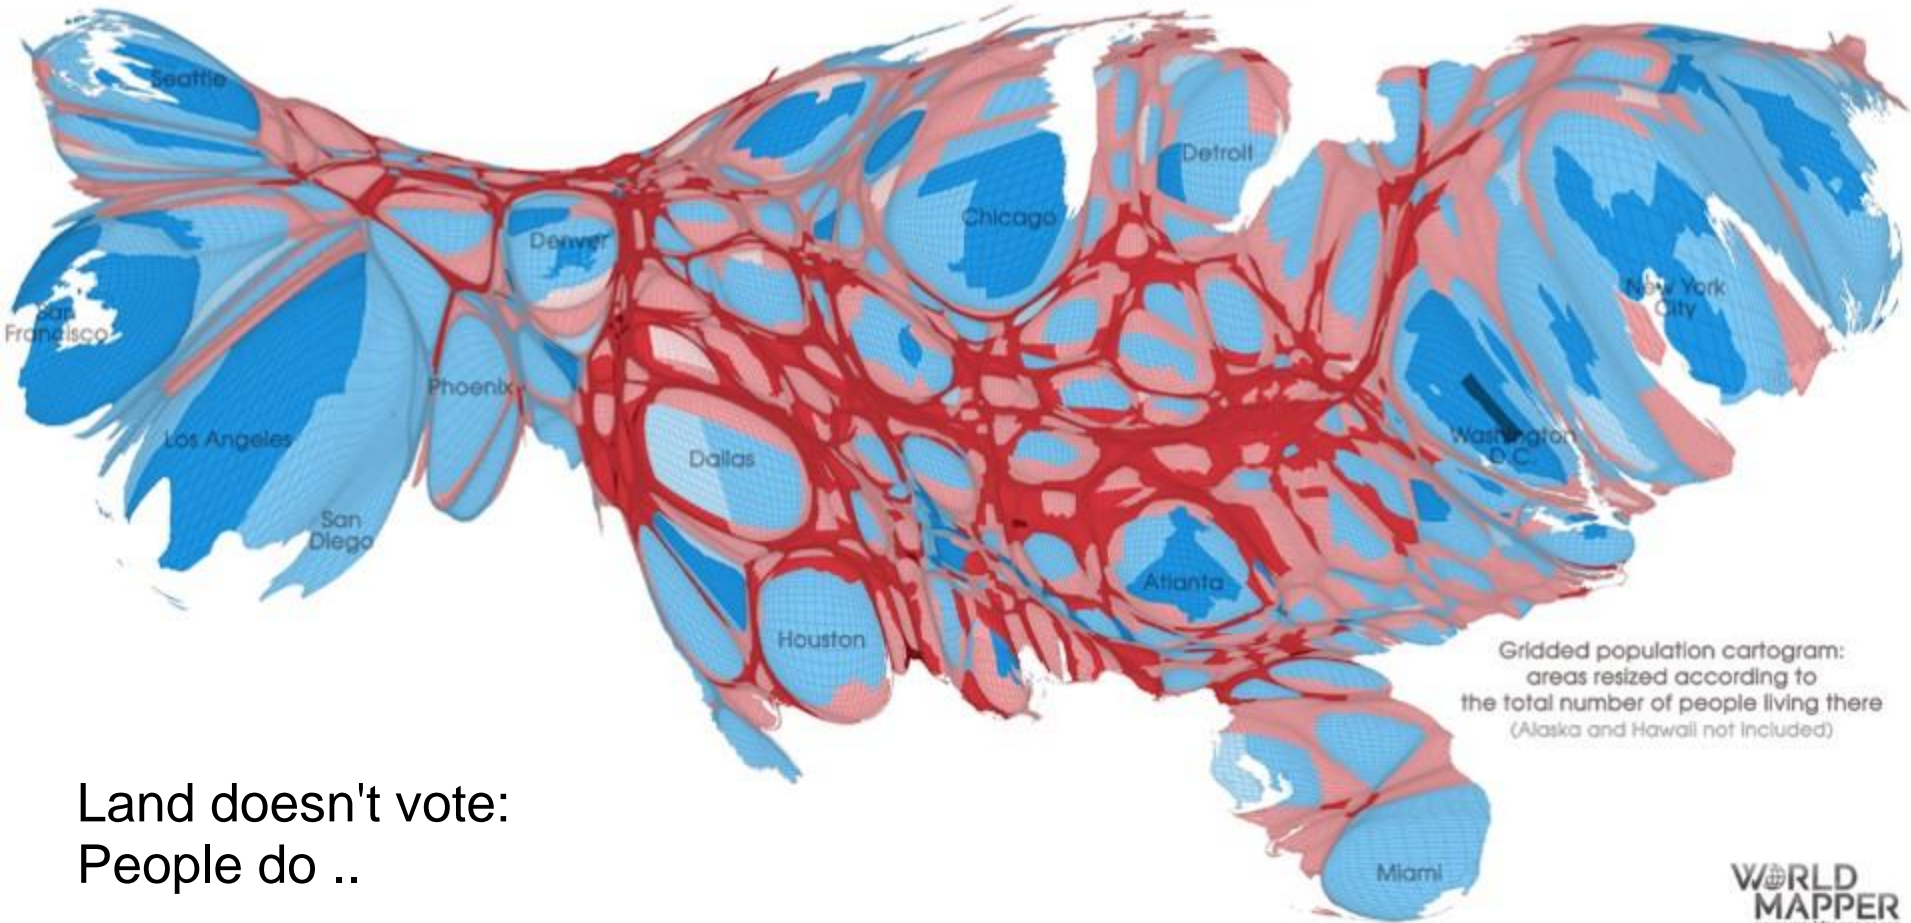 Seattle
Detroit
Chicago
Denver
New York
City
San
Francisco
Phoenix
Los Angeles
Washington
D.C.
Dallas
San
Diego
Atlanta
Houston
Gridded population cartogram:
areas resized according to
the total number of people living there
(Alaska and Hawaii not included)
Land doesn't vote:
People do ..
Miami
WORLD
MAPPER